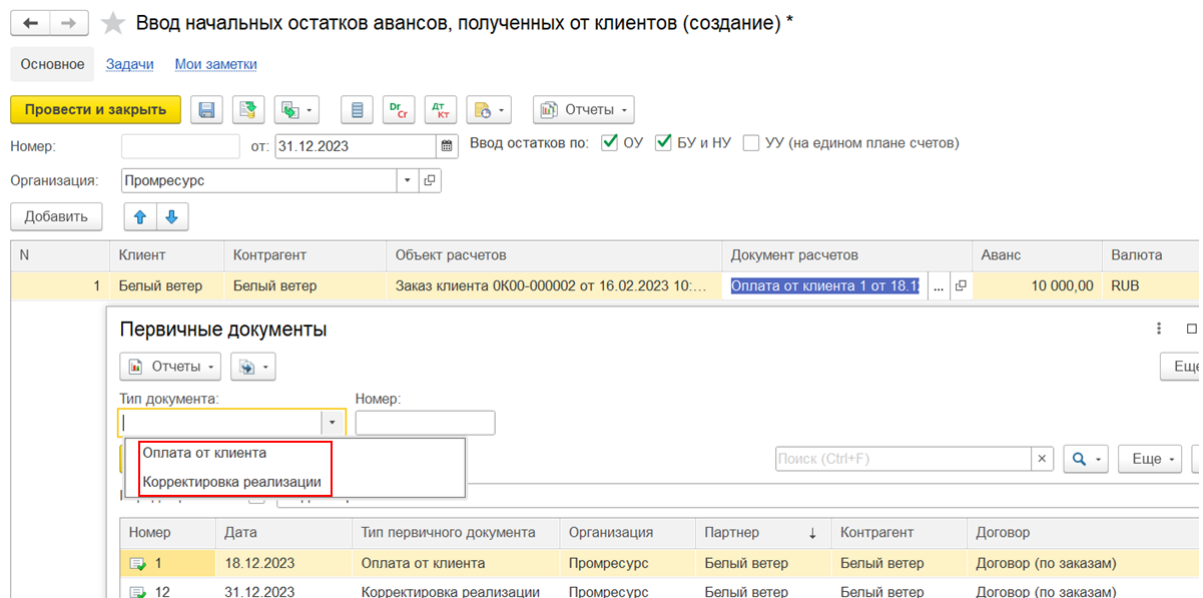 Ввод начальных остатков авансов, полученных от клиентов (создание) *
Основное Задачи Мои заметки
Провести и закрыть Dr Cr Дт Кт Отчеты
Номер: от: 31.12.2023 Ввод остатков по: ОУ БУ и НУ УУ (на едином плане счетов)
Организация: Промресурс
Добавить
N Клиент Контрагент Объект расчетов Документ расчетов Аванс Валюта
1 Белый ветер Белый ветер Заказ клиента 0К00-000002 от 16.02.2023 10:... Оплата от клиента 1 от 18.1 ... 10 000,00 RUB
Первичные документы
Отчеты Еще
Тип документа: Номер:
Оплата от клиента
Корректировка реализации
Поиск (Ctrl+F) × Еще
Номер Дата Тип первичного документа Организация Партнер ↓ Контрагент Договор
1 18.12.2023 Оплата от клиента Промресурс Белый ветер Белый ветер Договор (по заказам)
12 31.12.2023 Корректировка реализации Промресурс Белый ветер Белый ветер Договор (по заказам)